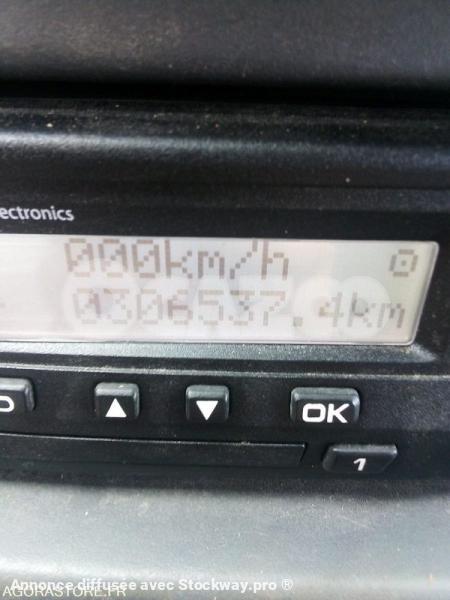 ectronics
000km/h
0306537.4km
OK
1
Annonce diffusée avec Stockway.pro ®
AGORASTORE.FR